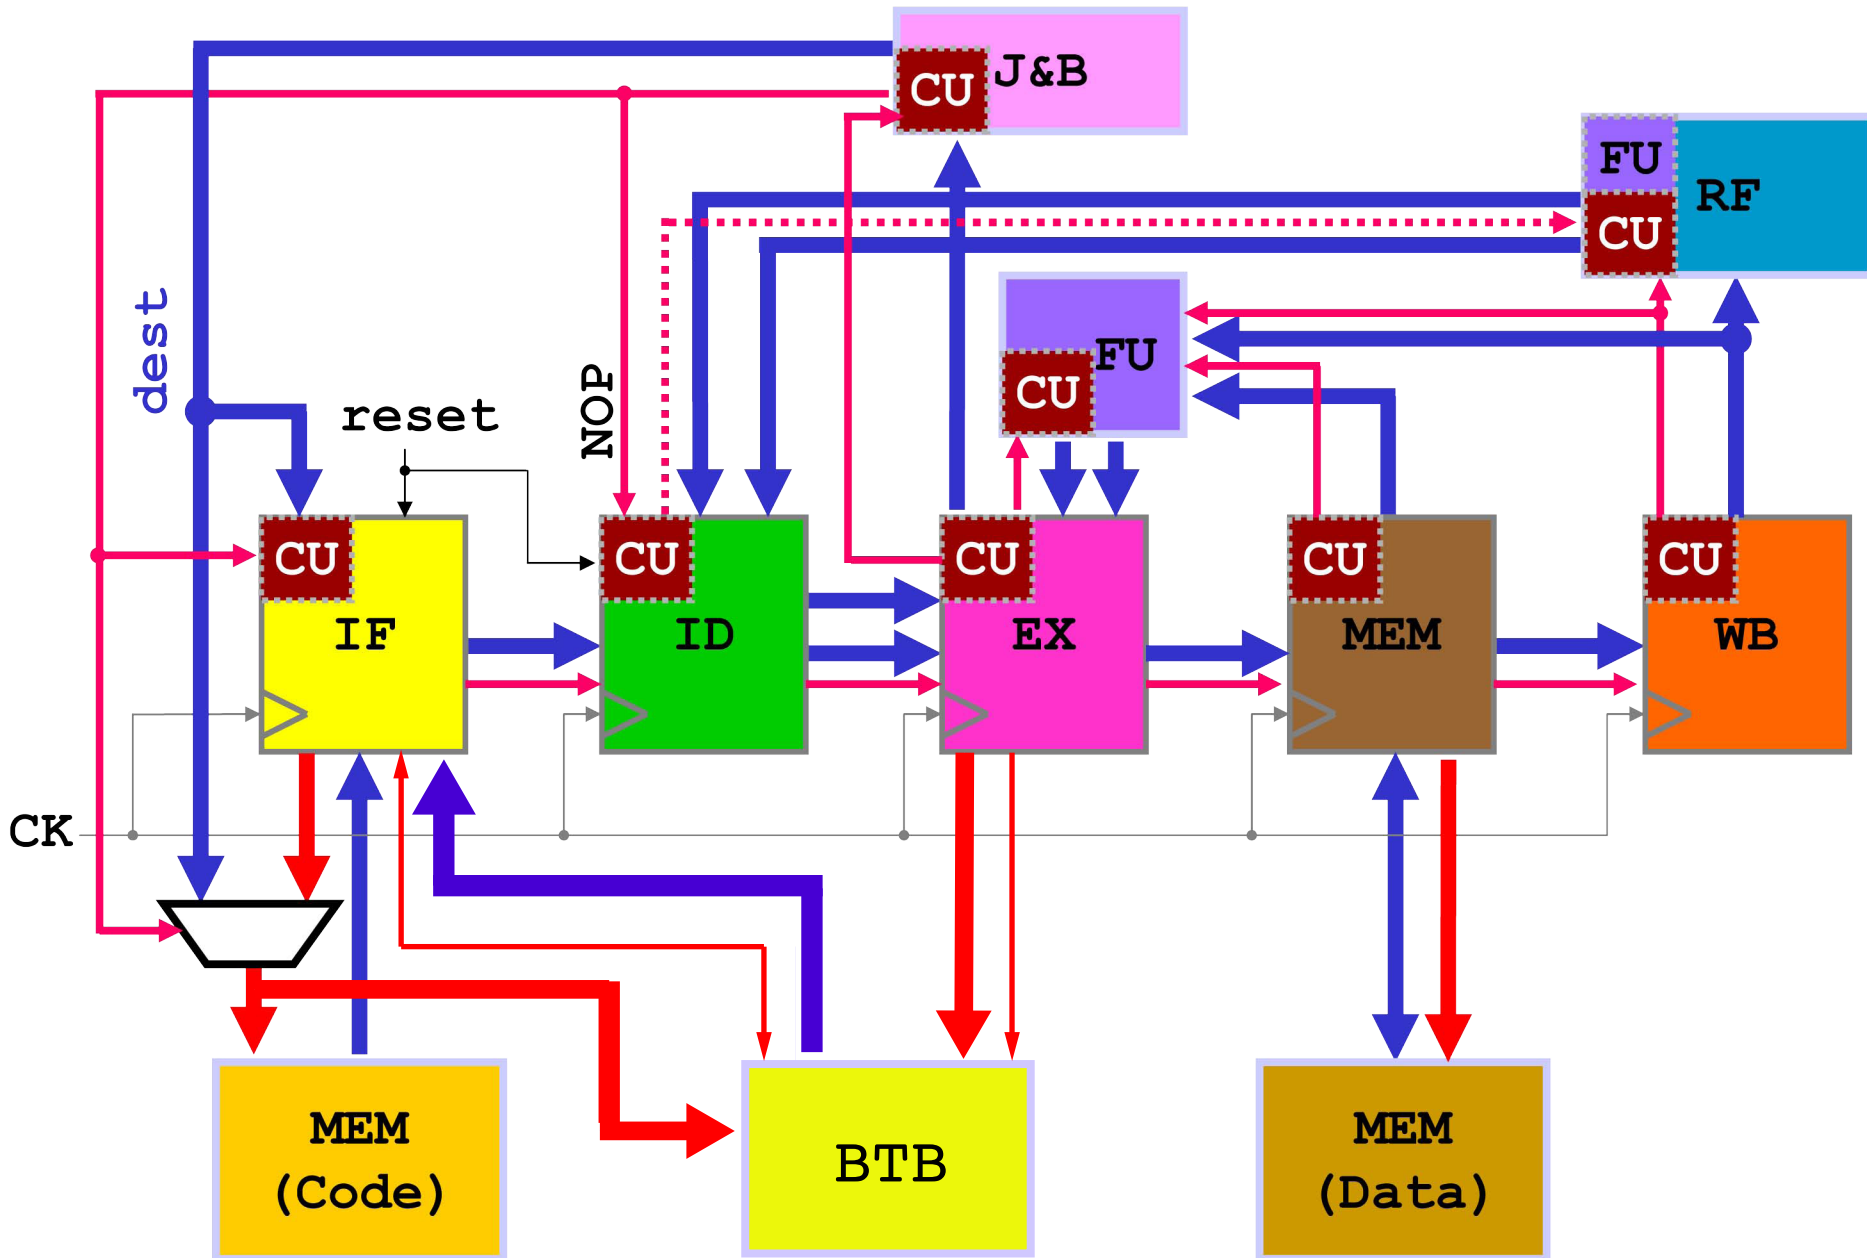 J&B
CU
FU
RF
CU
dest
FU
CU
reset
NOP
CU
CU
CU
CU
CU
IF
ID
EX
MEM
WB
CK
MEM
(Code)
BTB
MEM
(Data)